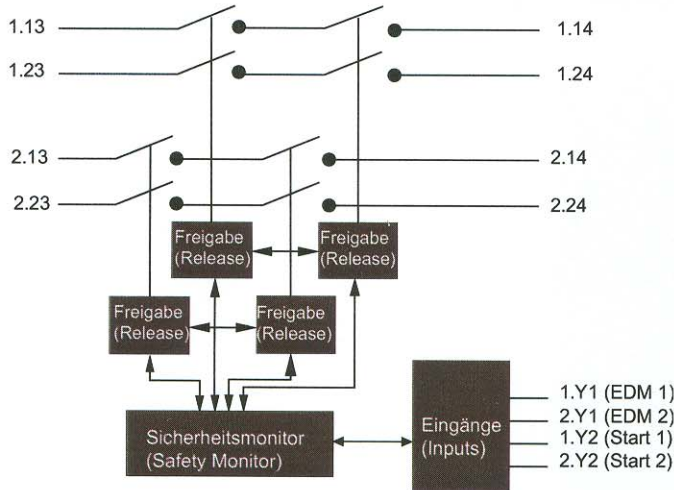 1.13
1.14
1.23
1.24
2.13
2.14
2.23
2.24
Freigabe
(Release)
Freigabe
(Release)
Freigabe
(Release)
Freigabe
(Release)
Sicherheitsmonitor
(Safety Monitor)
Eingänge
(Inputs)
1.Y1 (EDM 1)
2.Y1 (EDM 2)
1.Y2 (Start 1)
2.Y2 (Start 2)